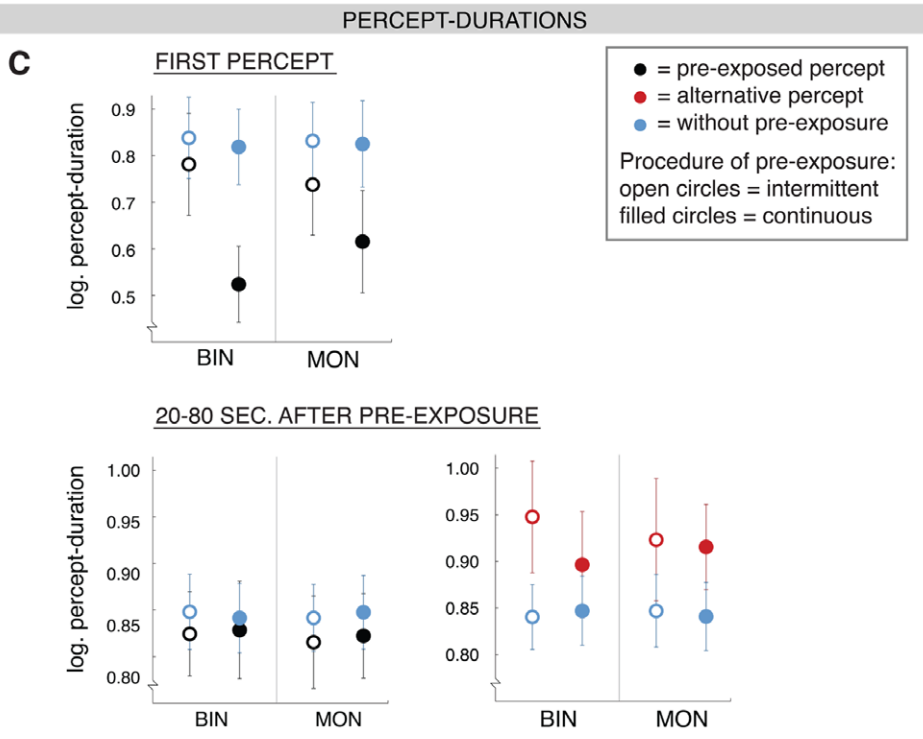 PERCEPT-DURATIONS
C
FIRST PERCEPT
= pre-exposed percept
= alternative percept
= without pre-exposure
Procedure of pre-exposure:
open circles = intermittent
filled circles = continuous
log. percept-duration
0.9
0.8
0.7
0.6
0.5
BIN MON
20-80 SEC. AFTER PRE-EXPOSURE
log. percept-duration
1.00
0.95
0.90
0.85
0.80
BIN MON
1.00
0.95
0.90
0.85
0.80
BIN MON